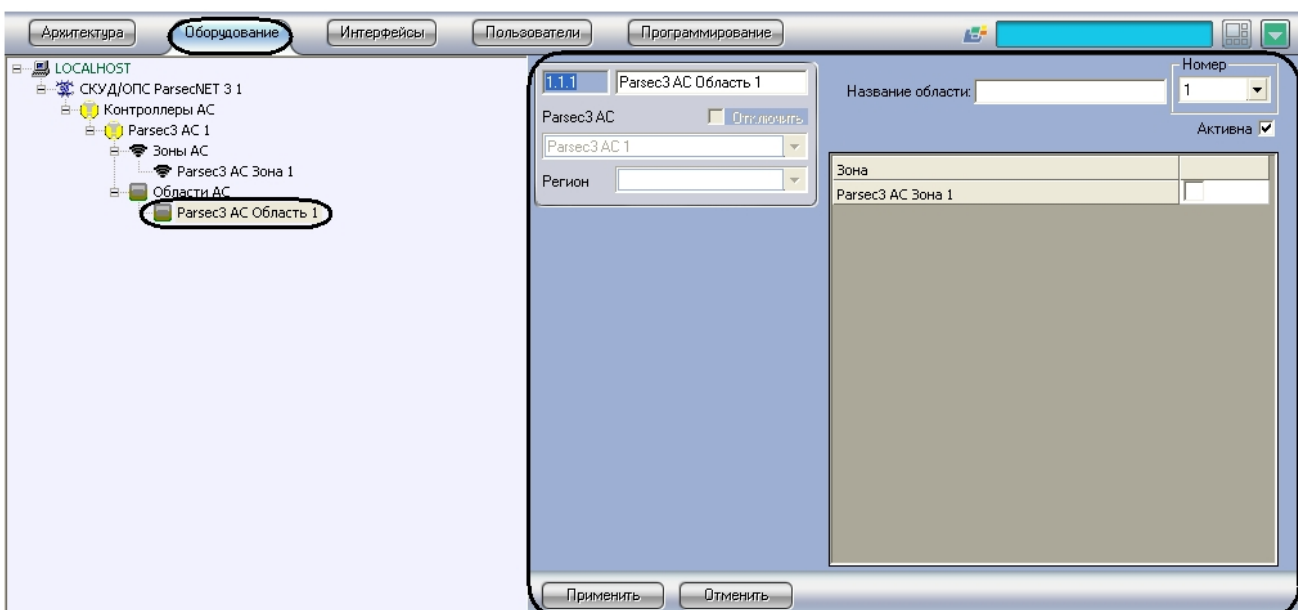 Архитектура Оборудование Интерфейсы Пользователи Программирование
LOCALHOST
СКУД/ОПС ParsecNET 3 1
Контроллеры АС
Parsec3 AC 1
Зоны АС
Parsec3 AC Зона 1
Области АС
Parsec3 AC Область 1
1.1.1 Parsec3 AC Область 1
Parsec3 AC Отключить
Parsec3 AC 1
Регион
Название области:
Номер
1
Активна
Зона
Parsec3 AC Зона 1
Применить Отменить